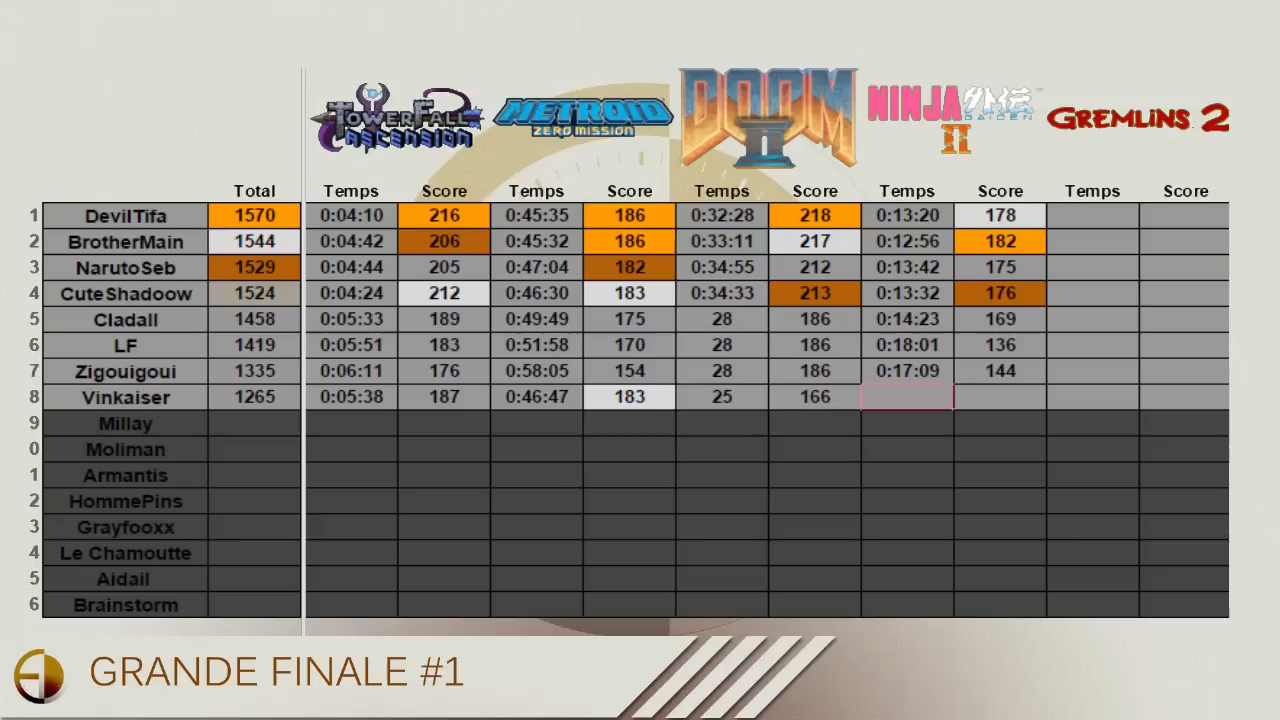 TOWERFALL ASCENSION METROID ZERO MISSION DOOM II NINJA外伝 GAIDEN II GREMLINS 2
Total Temps Score Temps Score Temps Score Temps Score Temps Score
1 DevilTifa 1570 0:04:10 216 0:45:35 186 0:32:28 218 0:13:20 178
2 BrotherMain 1544 0:04:42 206 0:45:32 186 0:33:11 217 0:12:56 182
3 NarutoSeb 1529 0:04:44 205 0:47:04 182 0:34:55 212 0:13:42 175
4 CuteShadoow 1524 0:04:24 212 0:46:30 183 0:34:33 213 0:13:32 176
5 Cladall 1458 0:05:33 189 0:49:49 175 28 186 0:14:23 169
6 LF 1419 0:05:51 183 0:51:58 170 28 186 0:18:01 136
7 Zigouigoui 1335 0:06:11 176 0:58:05 154 28 186 0:17:09 144
8 Vinkaiser 1265 0:05:38 187 0:46:47 183 25 166
9 Millay
0 Moliman
1 Armantis
2 HommePins
3 Grayfooxx
4 Le Chamoutte
5 Aidail
6 Brainstorm
GRANDE FINALE #1